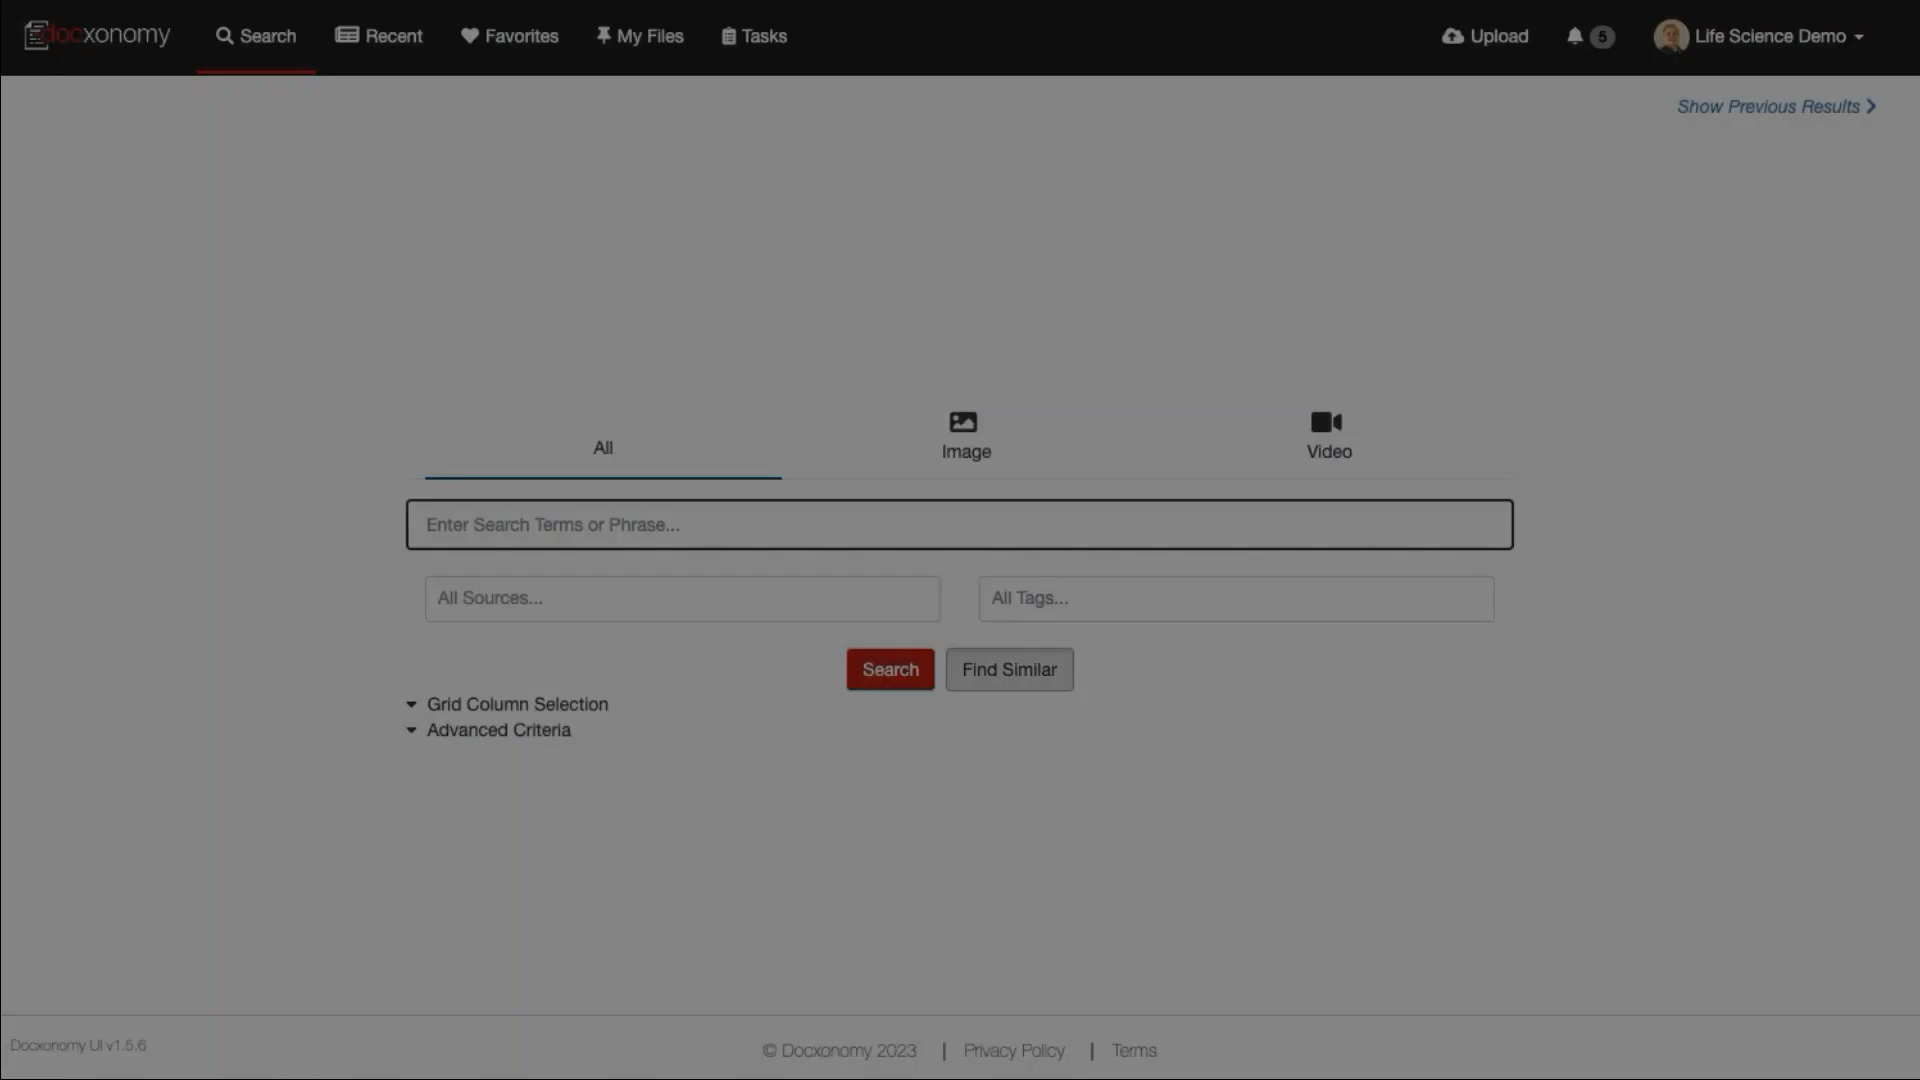 docxonomy Search Recent Favorites My Files Tasks Upload 5 Life Science Demo
Show Previous Results
All Image Video
Enter Search Terms or Phrase...
All Sources... All Tags...
Search Find Similar
Grid Column Selection
Advanced Criteria
Docxonomy UI v1.5.6
© Docxonomy 2023 | Privacy Policy | Terms